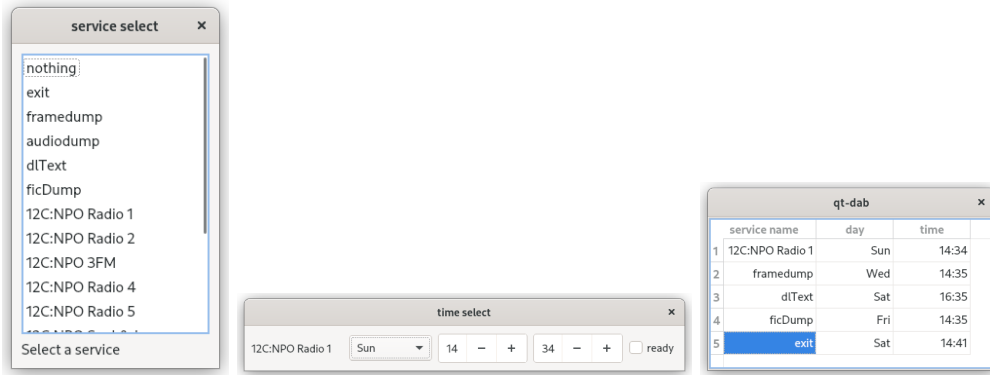 service select ×
nothing
exit
framedump
audiodump
dlText
ficDump
12C:NPO Radio 1
12C:NPO Radio 2
12C:NPO 3FM
12C:NPO Radio 4
12C:NPO Radio 5
Select a service
time select ×
12C:NPO Radio 1 Sun 14 − + 34 − + ready
qt-dab ×
service name day time
1 12C:NPO Radio 1 Sun 14:34
2 framedump Wed 14:35
3 dlText Sat 16:35
4 ficDump Fri 14:35
5 exit Sat 14:41